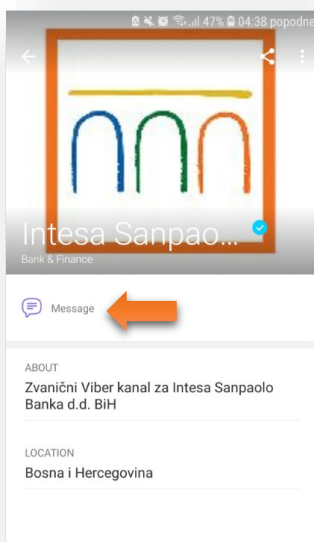 47% 04:38 popodne
Intesa Sanpao...
Bank & Finance
Message
ABOUT
Zvanični Viber kanal za Intesa Sanpaolo
Banka d.d. BiH
LOCATION
Bosna i Hercegovina